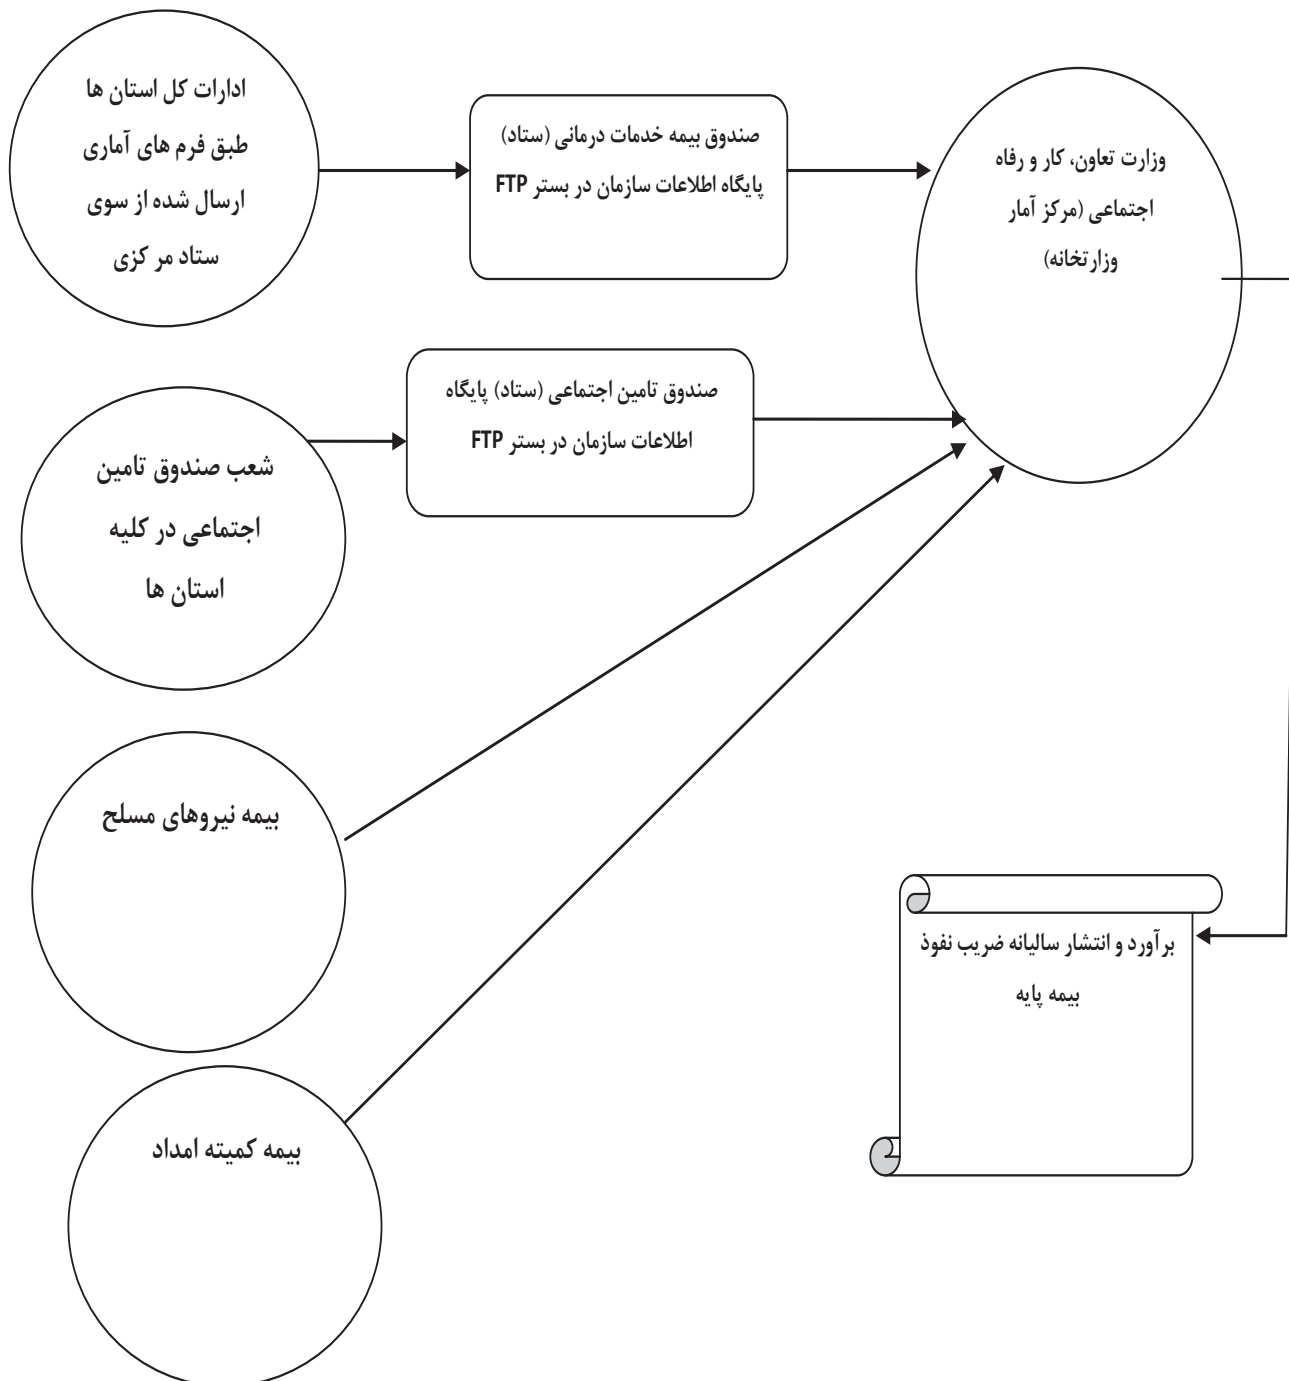 ادارات کل استان ها
طبق فرم های آماری
ارسال شده از سوی
ستاد مرکزی
صندوق بیمه خدمات درمانی (ستاد)
پایگاه اطلاعات سازمان در بستر FTP
وزارت تعاون، کار و رفاه
اجتماعی (مرکز آمار
وزارتخانه)
صندوق تامین اجتماعی (ستاد) پایگاه
اطلاعات سازمان در بستر FTP
شعب صندوق تامین
اجتماعی در کلیه
استان ها
بیمه نیروهای مسلح
برآورد و انتشار سالیانه ضریب نفوذ
بیمه پایه
بیمه کمیته امداد